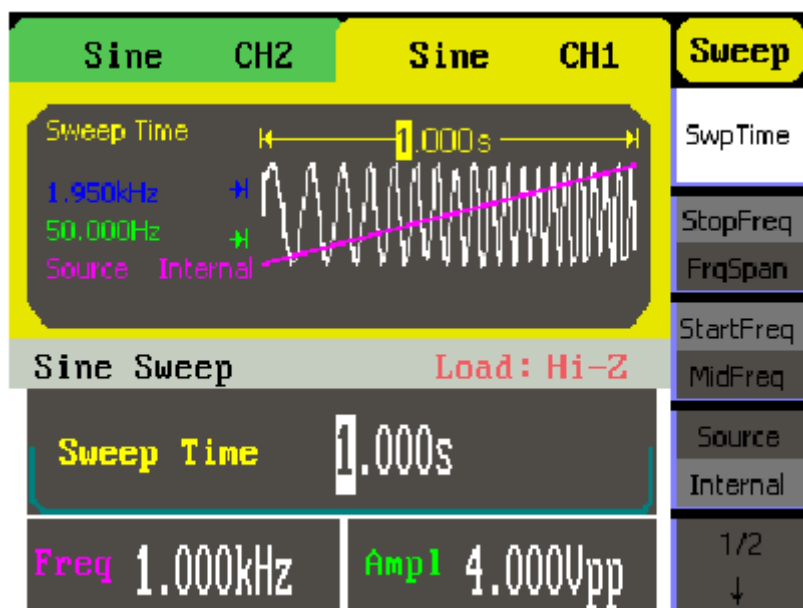 Sine CH2
Sine CH1
Sweep
Sweep Time
1.000s
1.950kHz
50.000Hz
Source Internal
SwpTime
StopFreq
FrqSpan
StartFreq
MidFreq
Source
Internal
1/2
↓
Sine Sweep
Load: Hi-Z
Sweep Time 1.000s
Freq 1.000kHz
Ampl 4.000Vpp